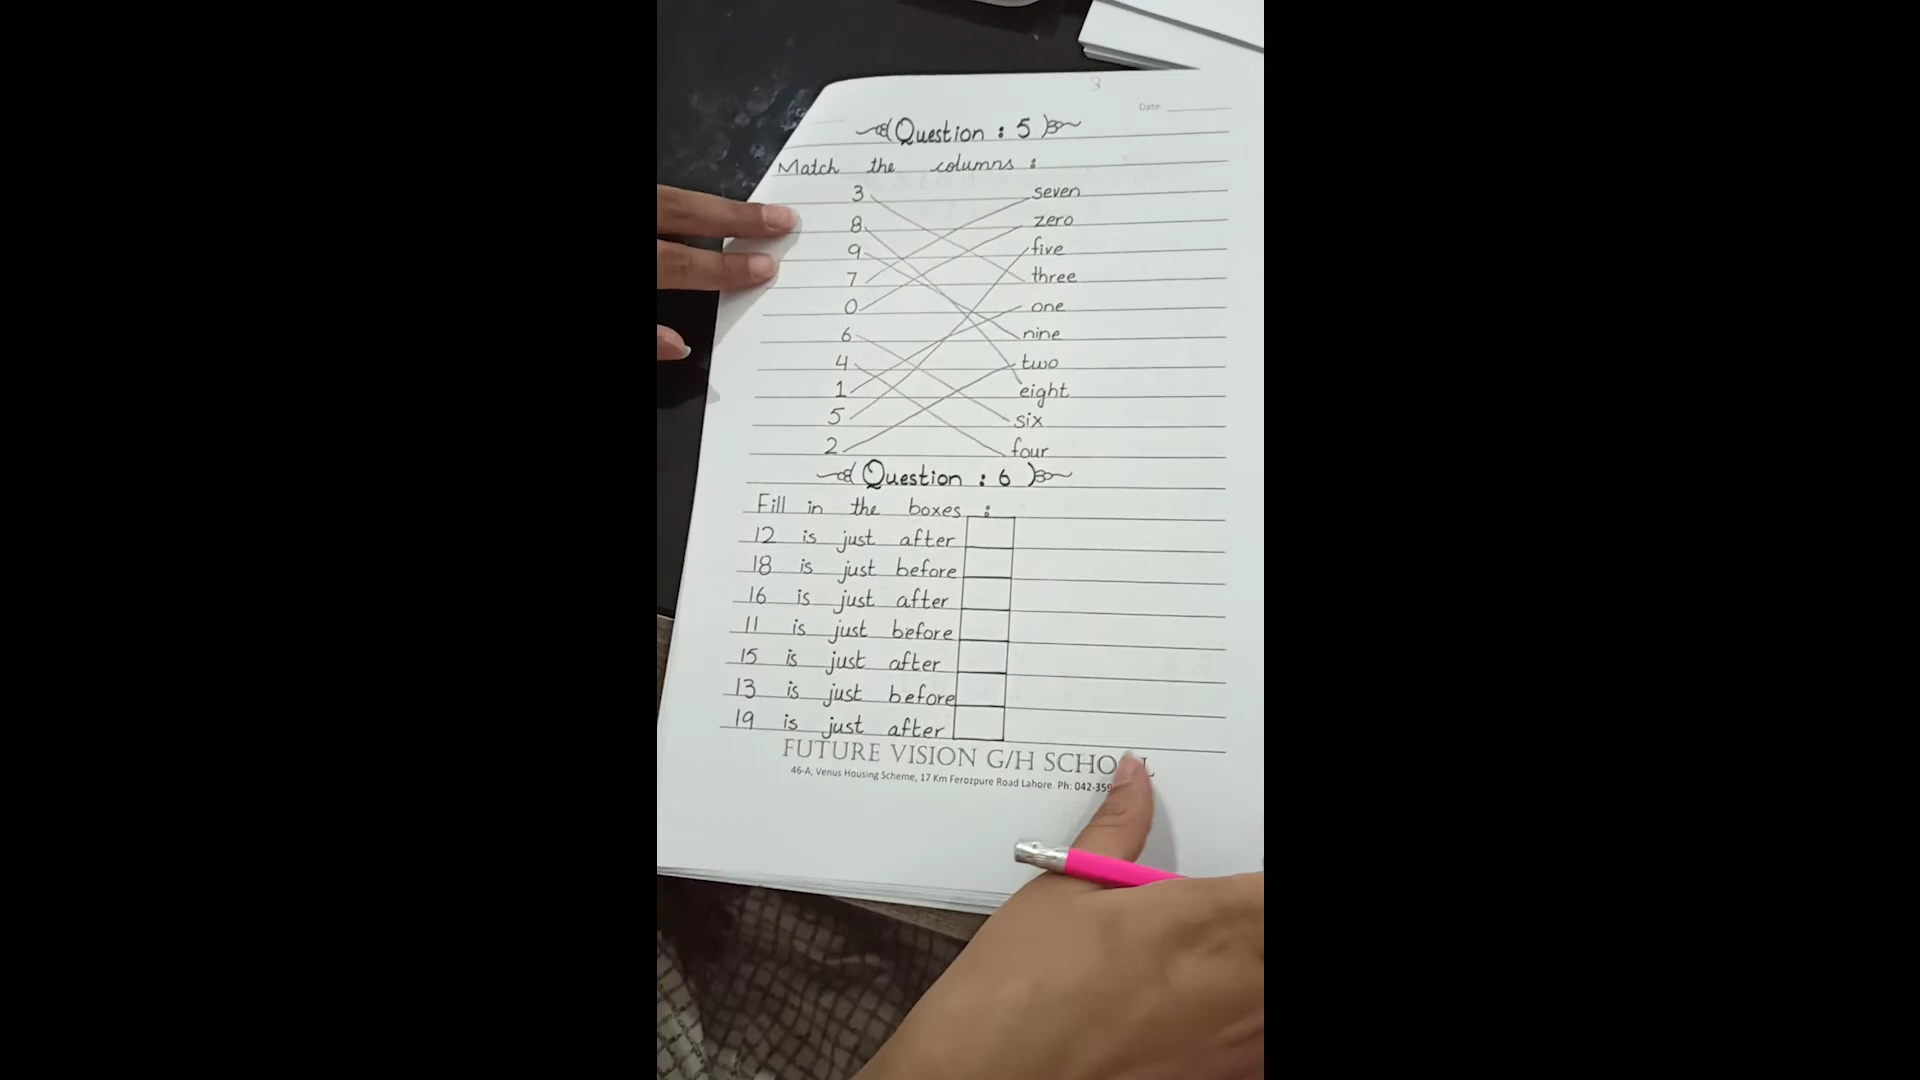 3
Date:
Question : 5
Match the columns :
3 seven
8 zero
9 five
7 three
0 one
6 nine
4 two
1 eight
5 six
2 four
Question : 6
Fill in the boxes :
12 is just after
18 is just before
16 is just after
11 is just before
15 is just after
13 is just before
19 is just after
FUTURE VISION G/H SCHOOL
46-A, Venus Housing Scheme, 17 Km Ferozpure Road Lahore. Ph: 042-359